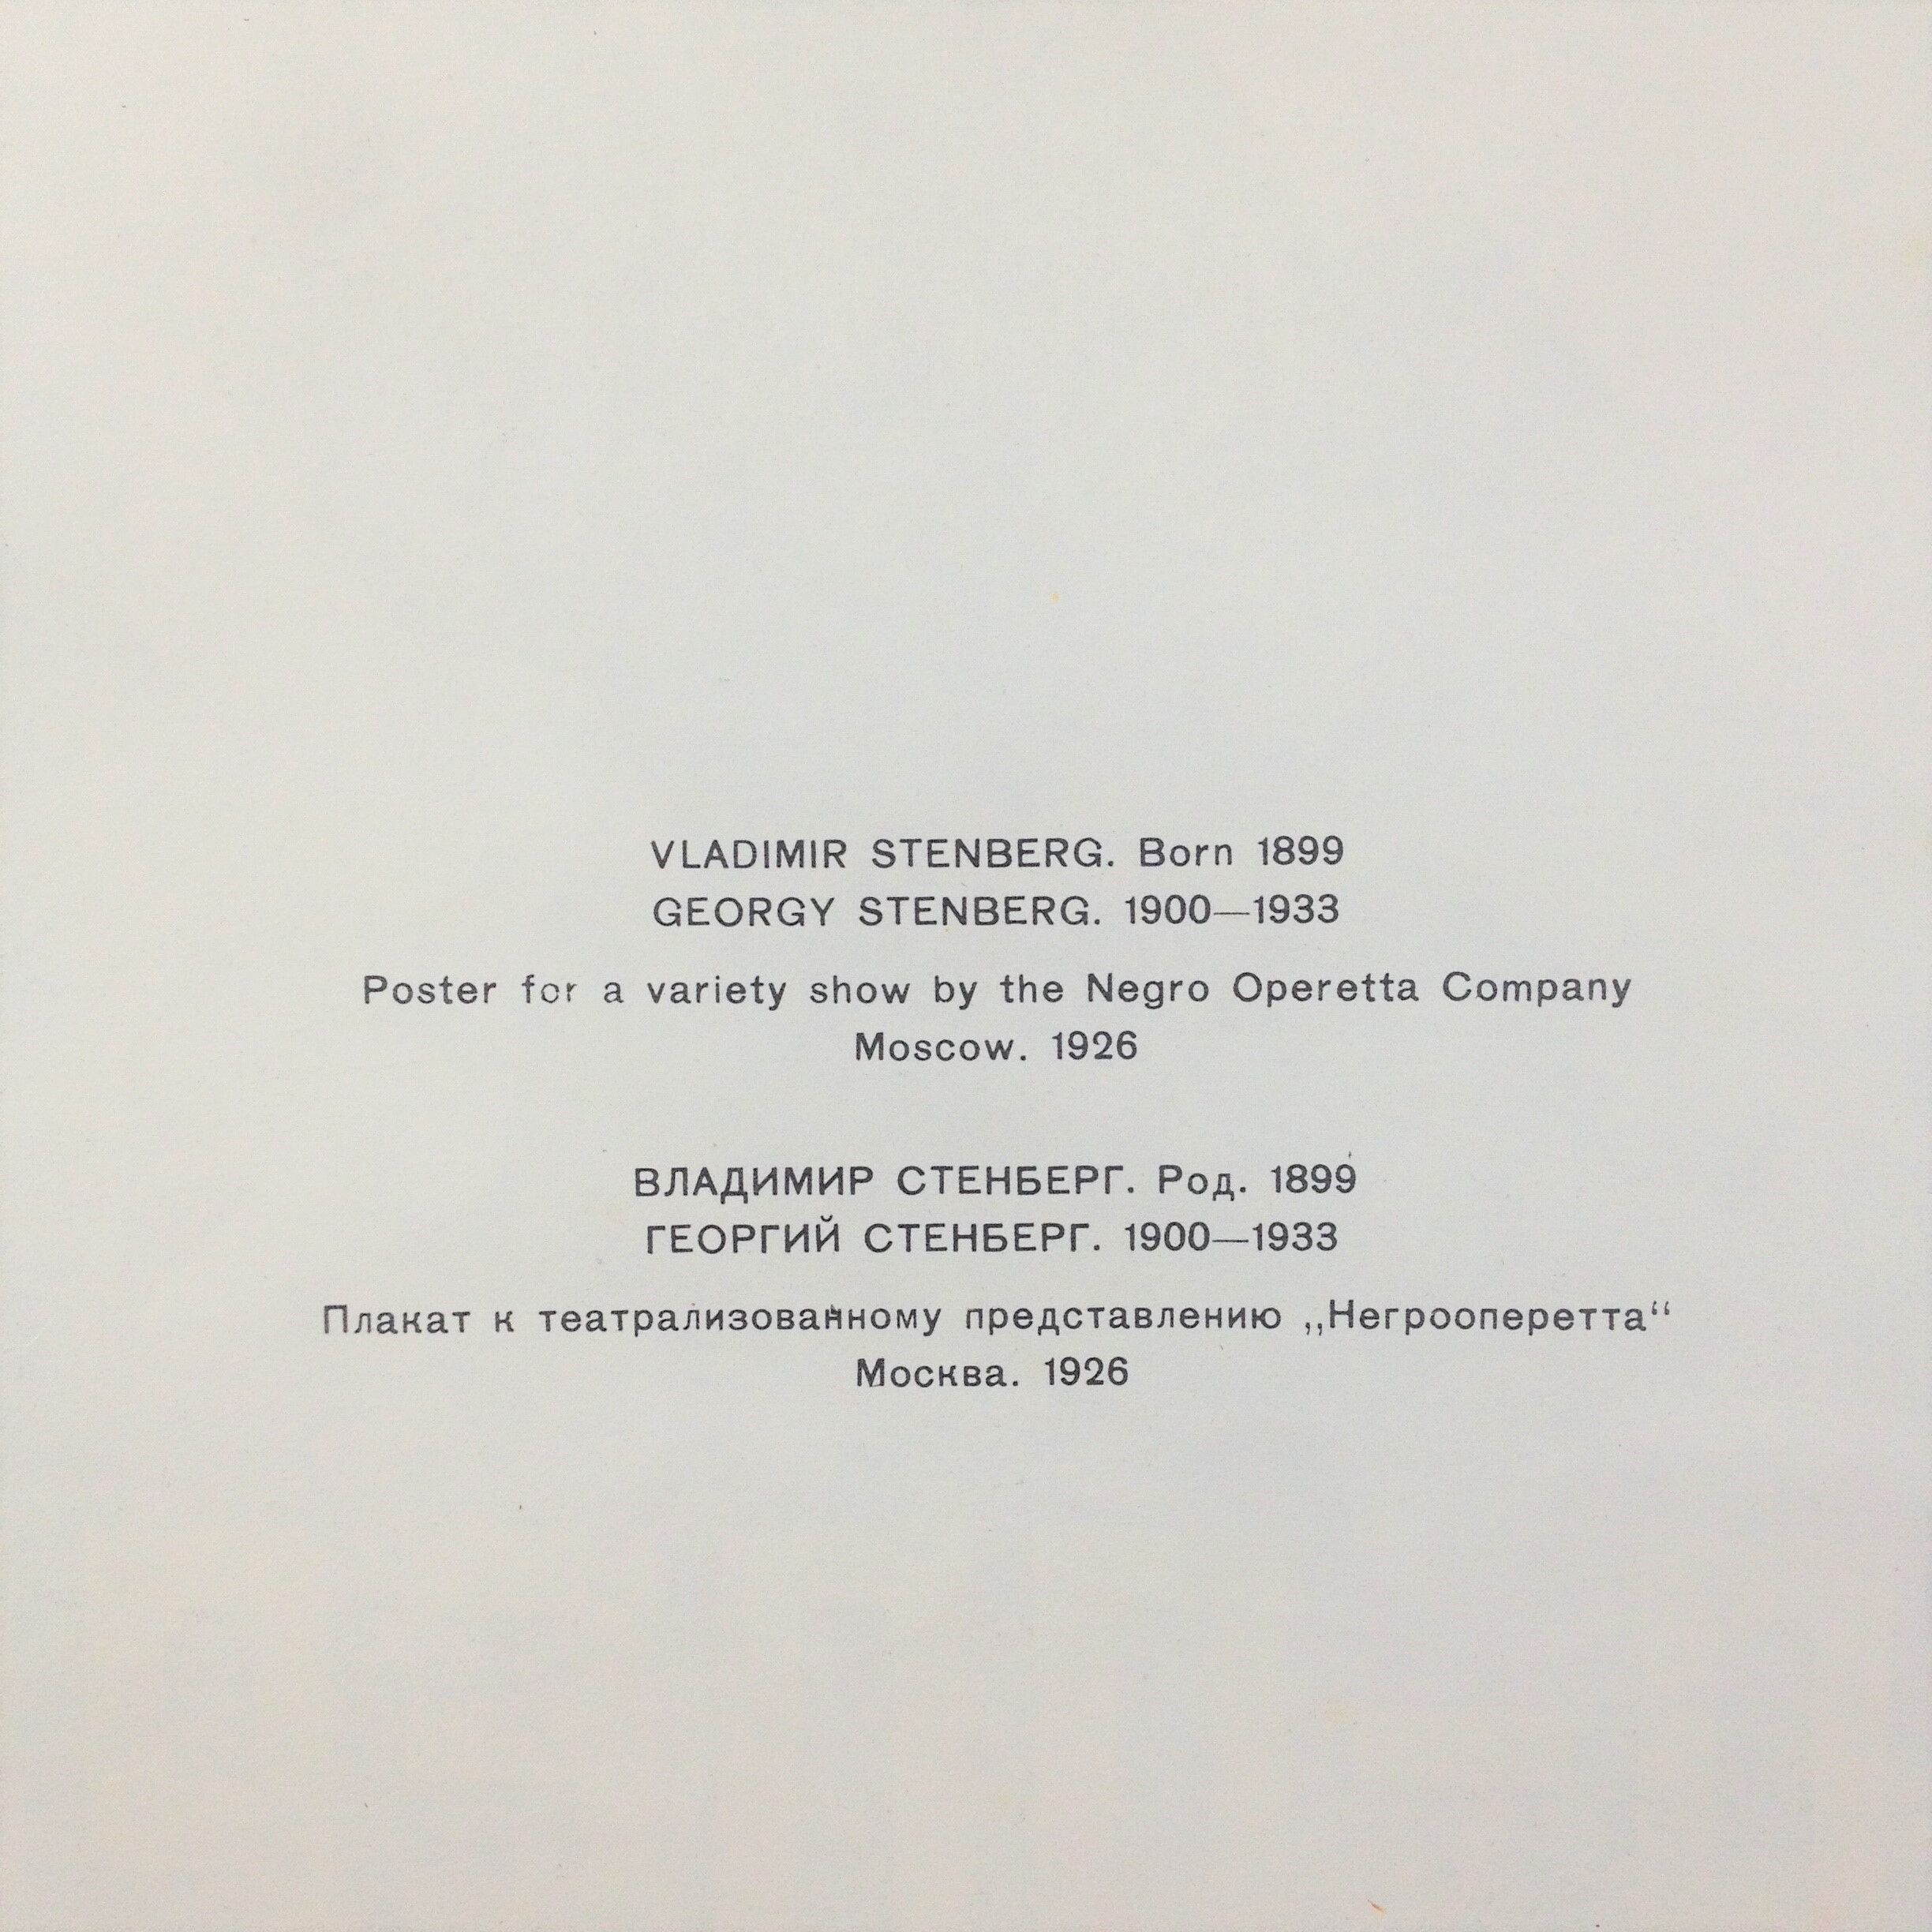 VLADIMIR STENBERG. Born 1899
GEORGY STENBERG. 1900—1933
Poster for a variety show by the Negro Operetta Company
Moscow. 1926
ВЛАДИМИР СТЕНБЕРГ. Род. 1899
ГЕОРГИЙ СТЕНБЕРГ. 1900—1933
Плакат к театрализованному представлению „Негрооперетта“
Москва. 1926